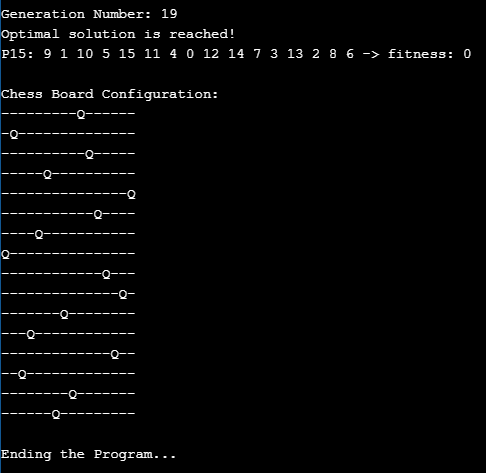 Generation Number: 19
Optimal solution is reached!
P15: 9 1 10 5 15 11 4 0 12 14 7 3 13 2 8 6 -> fitness: 0
Chess Board Configuration:
---------Q------
-Q--------------
----------Q-----
-----Q----------
---------------Q
-----------Q----
----Q-----------
Q---------------
------------Q---
--------------Q-
-------Q--------
---Q------------
-------------Q--
--Q-------------
--------Q-------
------Q---------
Ending the Program...